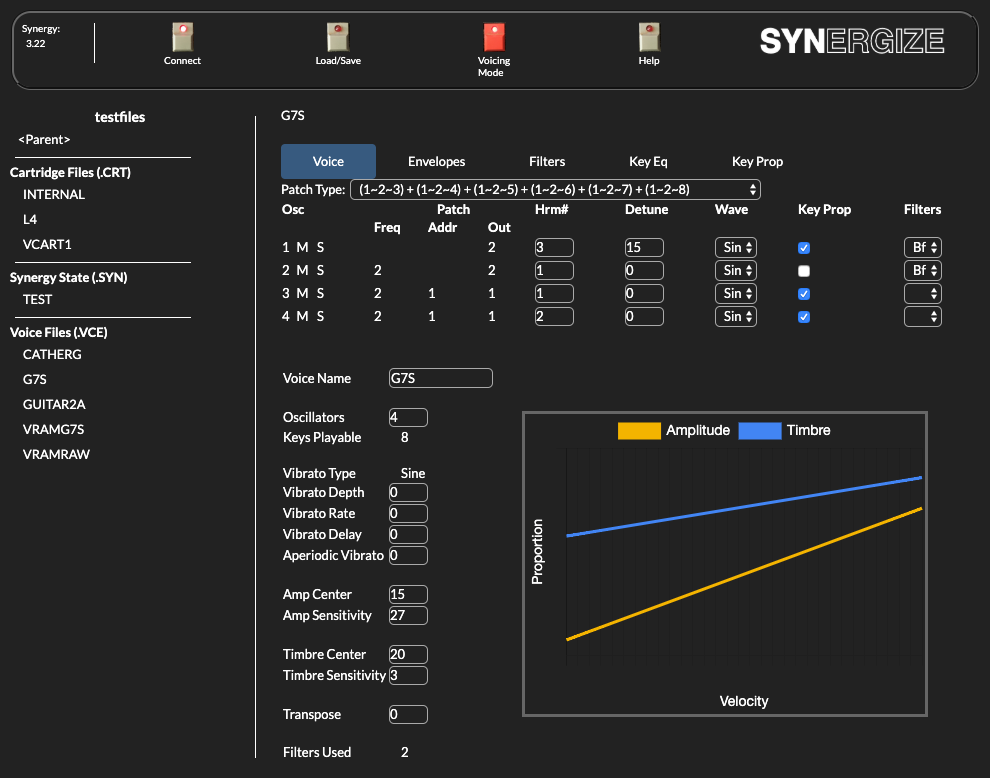 Synergy:
3.22
Connect
Load/Save
Voicing
Mode
Help
SYNERGIZE
testfiles
<Parent>
Cartridge Files (.CRT)
INTERNAL
L4
VCART1
Synergy State (.SYN)
TEST
Voice Files (.VCE)
CATHERG
G7S
GUITAR2A
VRAMG7S
VRAMRAW
G7S
Voice Envelopes Filters Key Eq Key Prop
Patch Type: (1~2~3) + (1~2~4) + (1~2~5) + (1~2~6) + (1~2~7) + (1~2~8)
Osc Patch Hrm# Detune Wave Key Prop Filters
Freq Addr Out
1 M S 2 3 15 Sin Bf
2 M S 2 2 1 0 Sin Bf
3 M S 2 1 1 1 0 Sin
4 M S 2 1 1 2 0 Sin
Voice Name G7S
Oscillators 4
Keys Playable 8
Vibrato Type Sine
Vibrato Depth 0
Vibrato Rate 0
Vibrato Delay 0
Aperiodic Vibrato 0
Amp Center 15
Amp Sensitivity 27
Timbre Center 20
Timbre Sensitivity 3
Transpose 0
Filters Used 2
Amplitude Timbre
Proportion
Velocity